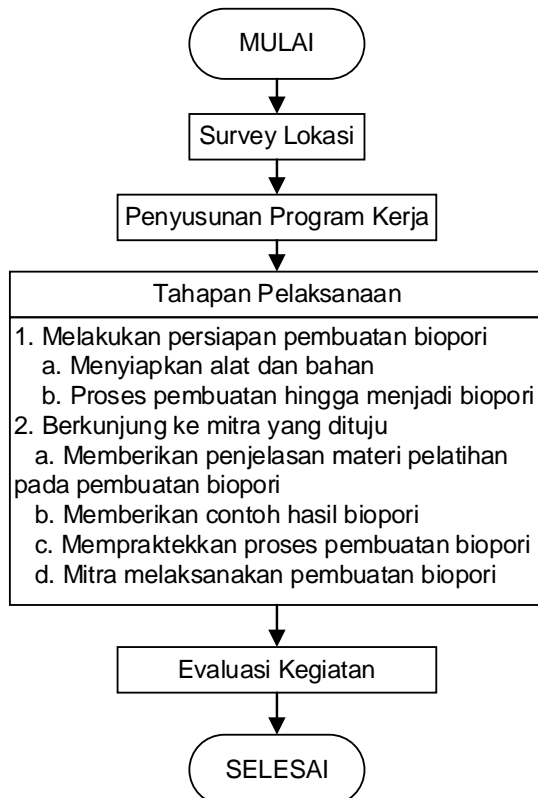 MULAI
Survey Lokasi
Penyusunan Program Kerja
Tahapan Pelaksanaan
1. Melakukan persiapan pembuatan biopori
a. Menyiapkan alat dan bahan
b. Proses pembuatan hingga menjadi biopori
2. Berkunjung ke mitra yang dituju
a. Memberikan penjelasan materi pelatihan
pada pembuatan biopori
b. Memberikan contoh hasil biopori
c. Mempraktekkan proses pembuatan biopori
d. Mitra melaksanakan pembuatan biopori
Evaluasi Kegiatan
SELESAI